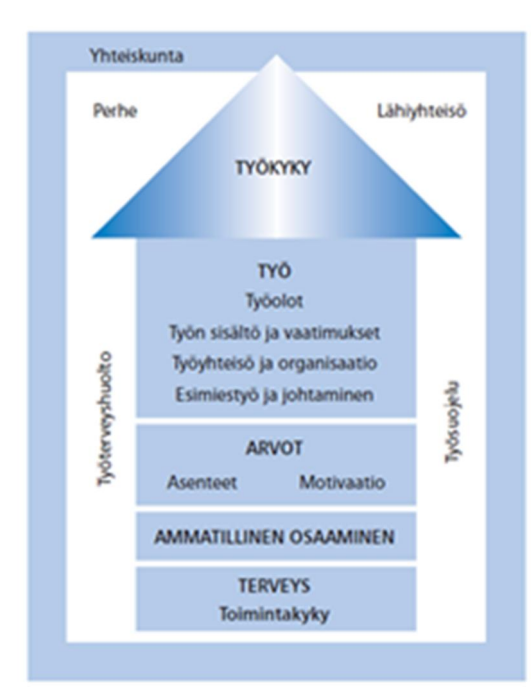 Yhteiskunta
Perhe
Lähiyhteisö
TYÖKYKY
TYÖ
Työolot
Työn sisältö ja vaatimukset
Työyhteisö ja organisaatio
Esimiestyö ja johtaminen
Työterveyshuolto
Työsuojelu
ARVOT
Asenteet Motivaatio
AMMATILLINEN OSAAMINEN
TERVEYS
Toimintakyky